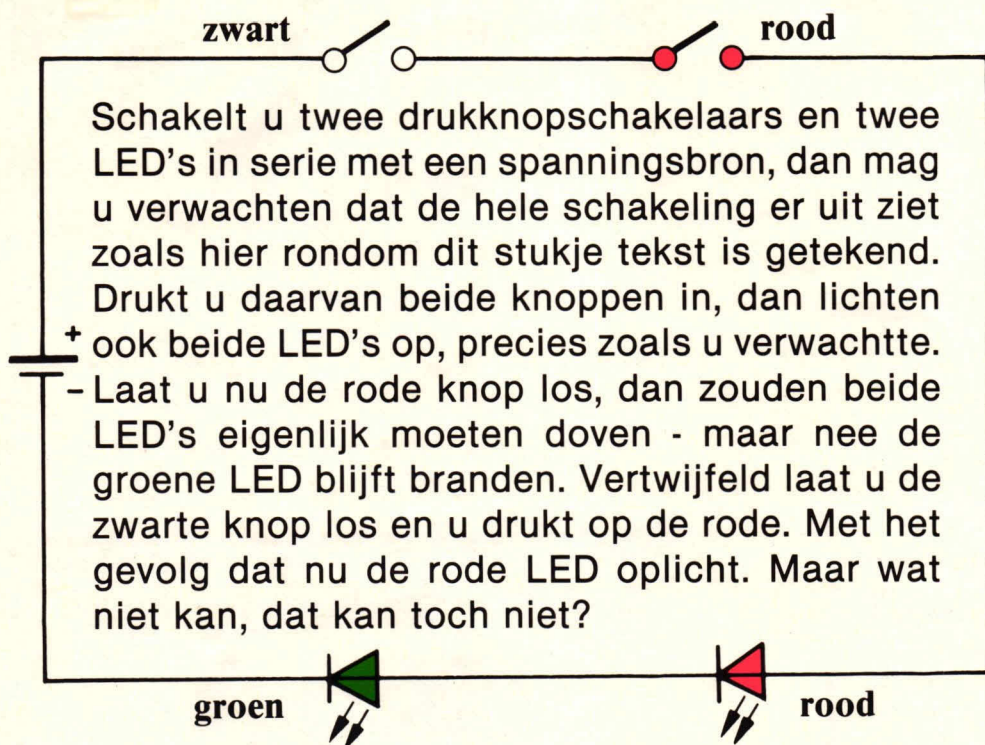 zwart rood
Schakelt u twee drukknopschakelaars en twee
LED's in serie met een spanningsbron, dan mag
u verwachten dat de hele schakeling er uit ziet
zoals hier rondom dit stukje tekst is getekend.
Drukt u daarvan beide knoppen in, dan lichten
+ ook beide LED's op, precies zoals u verwachtte.
- Laat u nu de rode knop los, dan zouden beide
LED's eigenlijk moeten doven - maar nee de
groene LED blijft branden. Vertwijfeld laat u de
zwarte knop los en u drukt op de rode. Met het
gevolg dat nu de rode LED oplicht. Maar wat
niet kan, dat kan toch niet?
groen rood